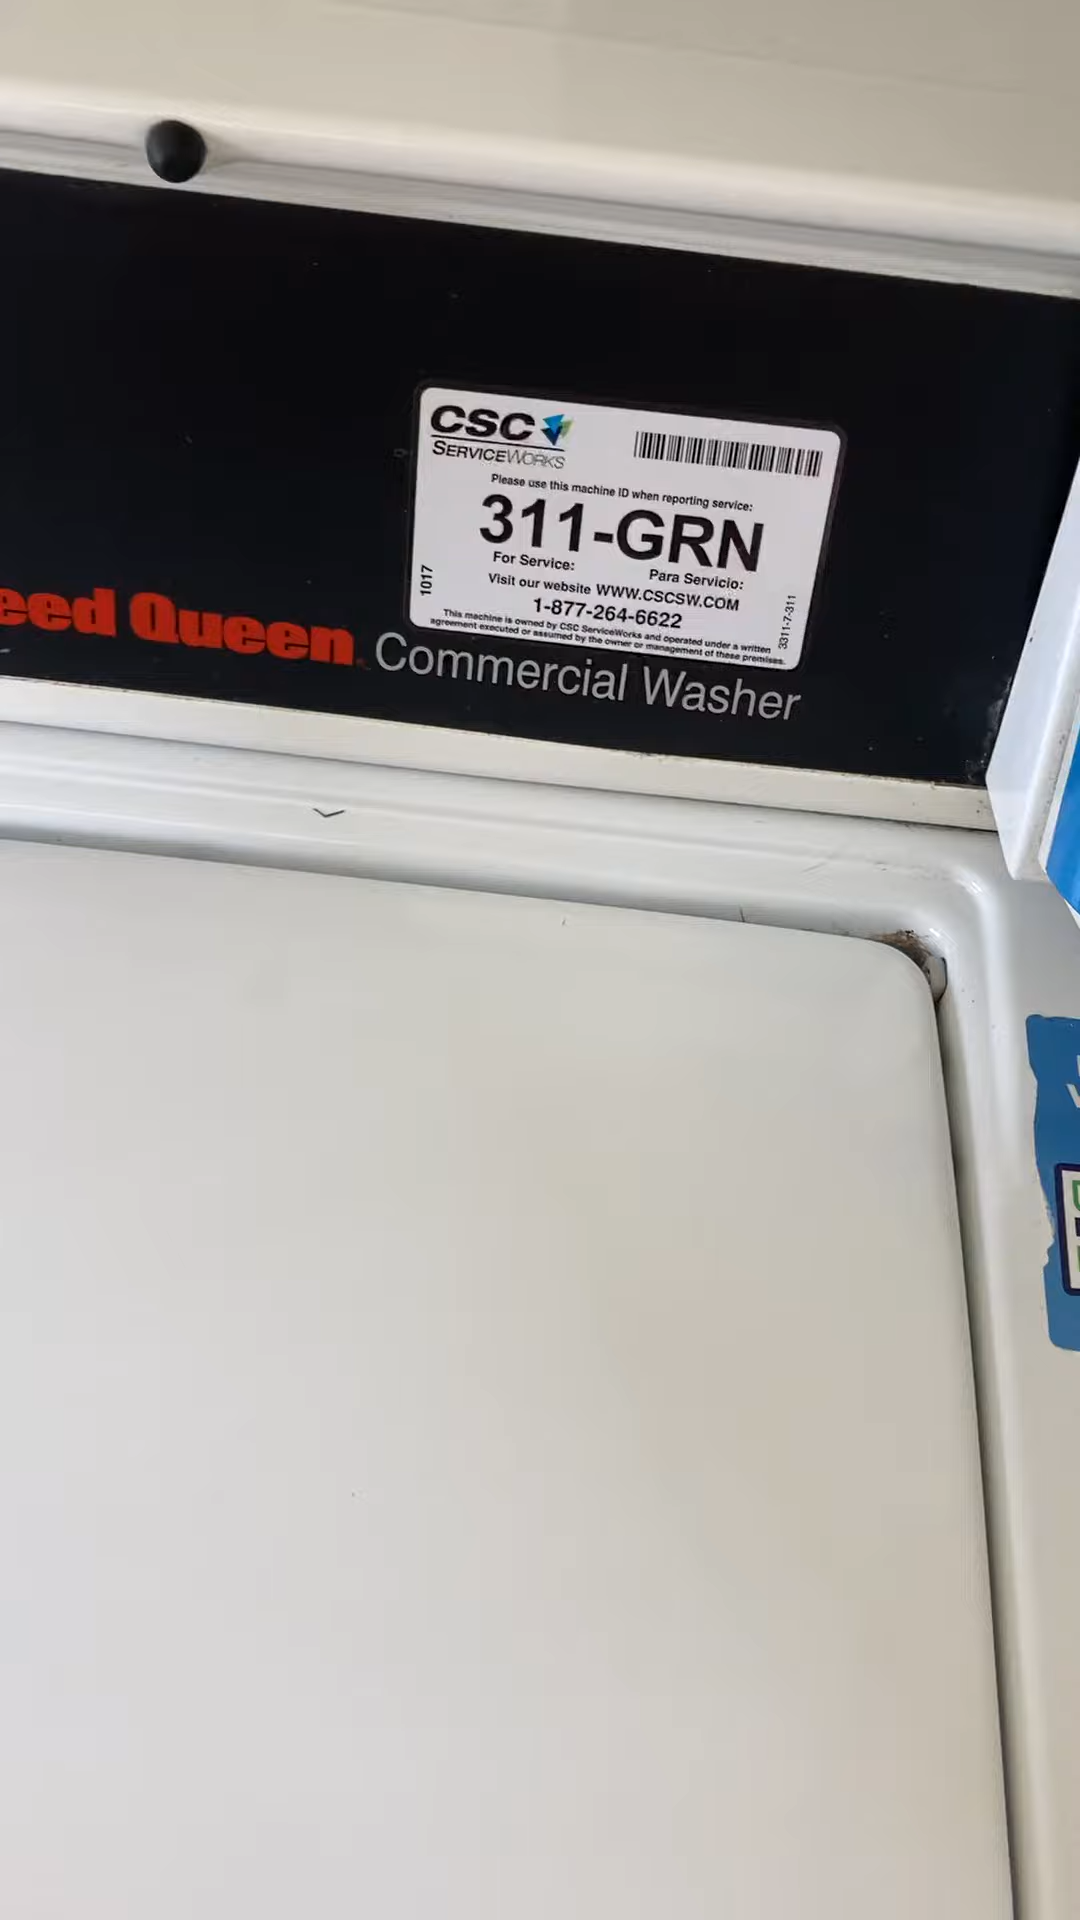 CSC
SERVICEWORKS
Please use this machine ID when reporting service:
311-GRN
For Service: Para Servicio:
Visit our website WWW.CSCSW.COM
1-877-264-6622
This machine is owned by CSC ServiceWorks and operated under a written
agreement executed or assumed by the owner or management of these premises.
1017
3311-7-311
eed Queen Commercial Washer